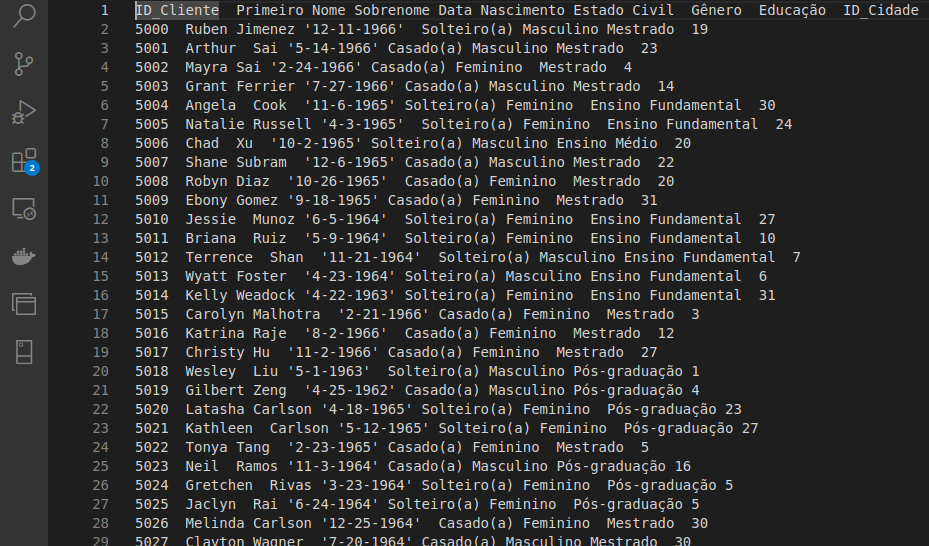 1 ID_Cliente Primeiro Nome Sobrenome Data Nascimento Estado Civil Gênero Educação ID_Cidade
2 5000 Ruben Jimenez '12-11-1966' Solteiro(a) Masculino Mestrado 19
3 5001 Arthur Sai '5-14-1966' Casado(a) Masculino Mestrado 23
4 5002 Mayra Sai '2-24-1966' Casado(a) Feminino Mestrado 4
5 5003 Grant Ferrier '7-27-1966' Casado(a) Masculino Mestrado 14
6 5004 Angela Cook '11-6-1965' Solteiro(a) Feminino Ensino Fundamental 30
7 5005 Natalie Russell '4-3-1965' Solteiro(a) Feminino Ensino Fundamental 24
8 5006 Chad Xu '10-2-1965' Solteiro(a) Masculino Ensino Médio 20
9 5007 Shane Subram '12-6-1965' Casado(a) Masculino Mestrado 22
10 5008 Robyn Diaz '10-26-1965' Casado(a) Feminino Mestrado 20
11 5009 Ebony Gomez '9-18-1965' Casado(a) Feminino Mestrado 31
12 5010 Jessie Munoz '6-5-1964' Solteiro(a) Feminino Ensino Fundamental 27
13 5011 Briana Ruiz '5-9-1964' Solteiro(a) Feminino Ensino Fundamental 10
14 5012 Terrence Shan '11-21-1964' Solteiro(a) Masculino Ensino Fundamental 7
15 5013 Wyatt Foster '4-23-1964' Solteiro(a) Masculino Ensino Fundamental 6
16 5014 Kelly Weadock '4-22-1963' Solteiro(a) Feminino Ensino Fundamental 31
17 5015 Carolyn Malhotra '2-21-1966' Casado(a) Feminino Mestrado 3
18 5016 Katrina Raje '8-2-1966' Casado(a) Feminino Mestrado 12
19 5017 Christy Hu '11-2-1966' Casado(a) Feminino Mestrado 27
20 5018 Wesley Liu '5-1-1963' Solteiro(a) Masculino Pós-graduação 1
21 5019 Gilbert Zeng '4-25-1962' Casado(a) Masculino Pós-graduação 4
22 5020 Latasha Carlson '4-18-1965' Solteiro(a) Feminino Pós-graduação 23
23 5021 Kathleen Carlson '5-12-1965' Solteiro(a) Feminino Pós-graduação 27
24 5022 Tonya Tang '2-23-1965' Casado(a) Feminino Mestrado 5
25 5023 Neil Ramos '11-3-1964' Casado(a) Masculino Pós-graduação 16
26 5024 Gretchen Rivas '3-23-1964' Solteiro(a) Feminino Pós-graduação 5
27 5025 Jaclyn Rai '6-24-1964' Solteiro(a) Feminino Pós-graduação 5
28 5026 Melinda Carlson '12-25-1964' Casado(a) Feminino Mestrado 30
29 5027 Clayton Wagner '7-20-1964' Casado(a) Masculino Mestrado 30
2